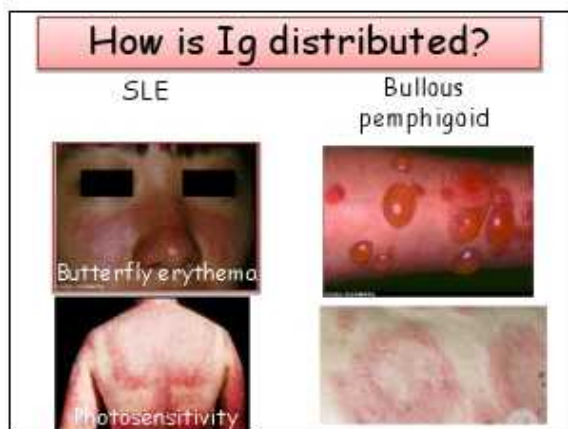 How is Ig distributed?
SLE
Bullous
pemphigoid
Butterfly erythema
Photosensitivity